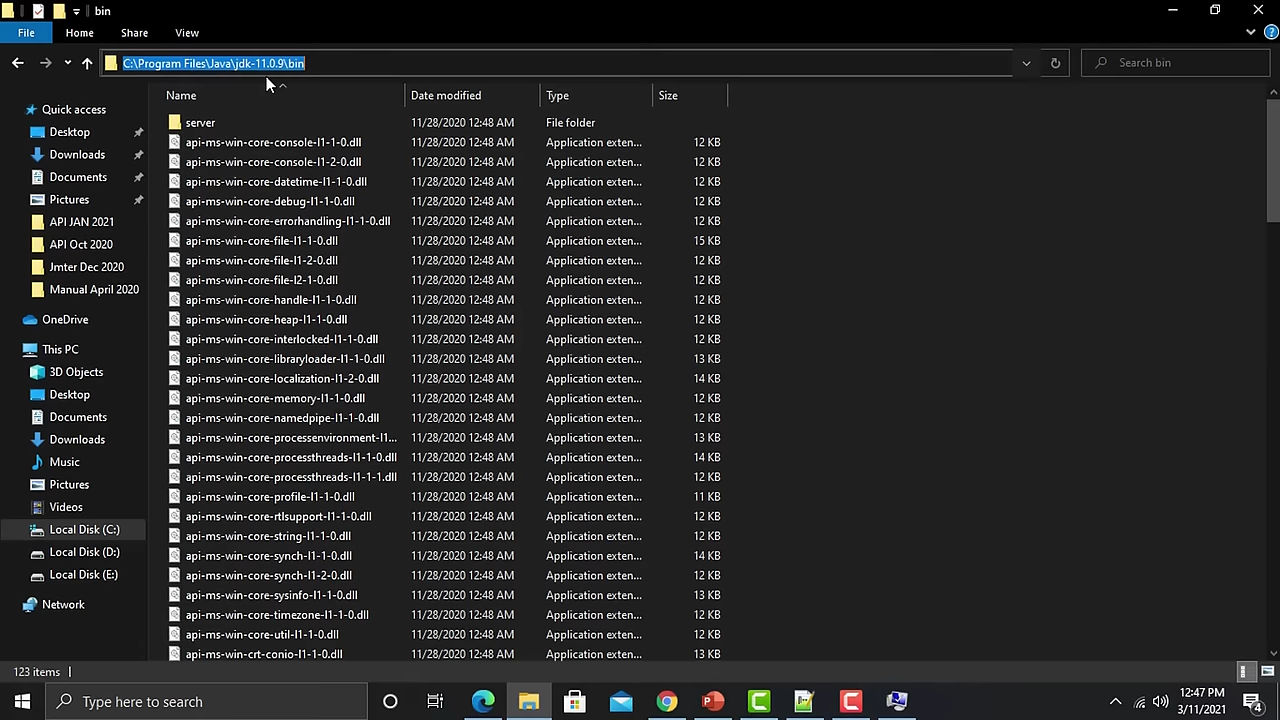 bin
File
Home
Share
View
C:\Program Files\Java\jdk-11.0.9\bin
Search bin
Name
Date modified
Type
Size
Quick access
Desktop
Downloads
Documents
Pictures
API JAN 2021
API Oct 2020
Jmter Dec 2020
Manual April 2020
OneDrive
This PC
3D Objects
Desktop
Documents
Downloads
Music
Pictures
Videos
Local Disk (C:)
Local Disk (D:)
Local Disk (E:)
Network
server 11/28/2020 12:48 AM File folder
api-ms-win-core-console-l1-1-0.dll 11/28/2020 12:48 AM Application exten... 12 KB
api-ms-win-core-console-l1-2-0.dll 11/28/2020 12:48 AM Application exten... 12 KB
api-ms-win-core-datetime-l1-1-0.dll 11/28/2020 12:48 AM Application exten... 12 KB
api-ms-win-core-debug-l1-1-0.dll 11/28/2020 12:48 AM Application exten... 12 KB
api-ms-win-core-errorhandling-l1-1-0.dll 11/28/2020 12:48 AM Application exten... 12 KB
api-ms-win-core-file-l1-1-0.dll 11/28/2020 12:48 AM Application exten... 15 KB
api-ms-win-core-file-l1-2-0.dll 11/28/2020 12:48 AM Application exten... 12 KB
api-ms-win-core-file-l2-1-0.dll 11/28/2020 12:48 AM Application exten... 12 KB
api-ms-win-core-handle-l1-1-0.dll 11/28/2020 12:48 AM Application exten... 12 KB
api-ms-win-core-heap-l1-1-0.dll 11/28/2020 12:48 AM Application exten... 12 KB
api-ms-win-core-interlocked-l1-1-0.dll 11/28/2020 12:48 AM Application exten... 12 KB
api-ms-win-core-libraryloader-l1-1-0.dll 11/28/2020 12:48 AM Application exten... 13 KB
api-ms-win-core-localization-l1-2-0.dll 11/28/2020 12:48 AM Application exten... 14 KB
api-ms-win-core-memory-l1-1-0.dll 11/28/2020 12:48 AM Application exten... 12 KB
api-ms-win-core-namedpipe-l1-1-0.dll 11/28/2020 12:48 AM Application exten... 12 KB
api-ms-win-core-processenvironment-l1... 11/28/2020 12:48 AM Application exten... 13 KB
api-ms-win-core-processthreads-l1-1-0.dll 11/28/2020 12:48 AM Application exten... 14 KB
api-ms-win-core-processthreads-l1-1-1.dll 11/28/2020 12:48 AM Application exten... 12 KB
api-ms-win-core-profile-l1-1-0.dll 11/28/2020 12:48 AM Application exten... 11 KB
api-ms-win-core-rtlsupport-l1-1-0.dll 11/28/2020 12:48 AM Application exten... 12 KB
api-ms-win-core-string-l1-1-0.dll 11/28/2020 12:48 AM Application exten... 12 KB
api-ms-win-core-synch-l1-1-0.dll 11/28/2020 12:48 AM Application exten... 14 KB
api-ms-win-core-synch-l1-2-0.dll 11/28/2020 12:48 AM Application exten... 12 KB
api-ms-win-core-sysinfo-l1-1-0.dll 11/28/2020 12:48 AM Application exten... 13 KB
api-ms-win-core-timezone-l1-1-0.dll 11/28/2020 12:48 AM Application exten... 12 KB
api-ms-win-core-util-l1-1-0.dll 11/28/2020 12:48 AM Application exten... 12 KB
api-ms-win-crt-conio-l1-1-0.dll 11/28/2020 12:48 AM Application exten... 13 KB
123 items
Type here to search
12:47 PM
3/11/2021
4